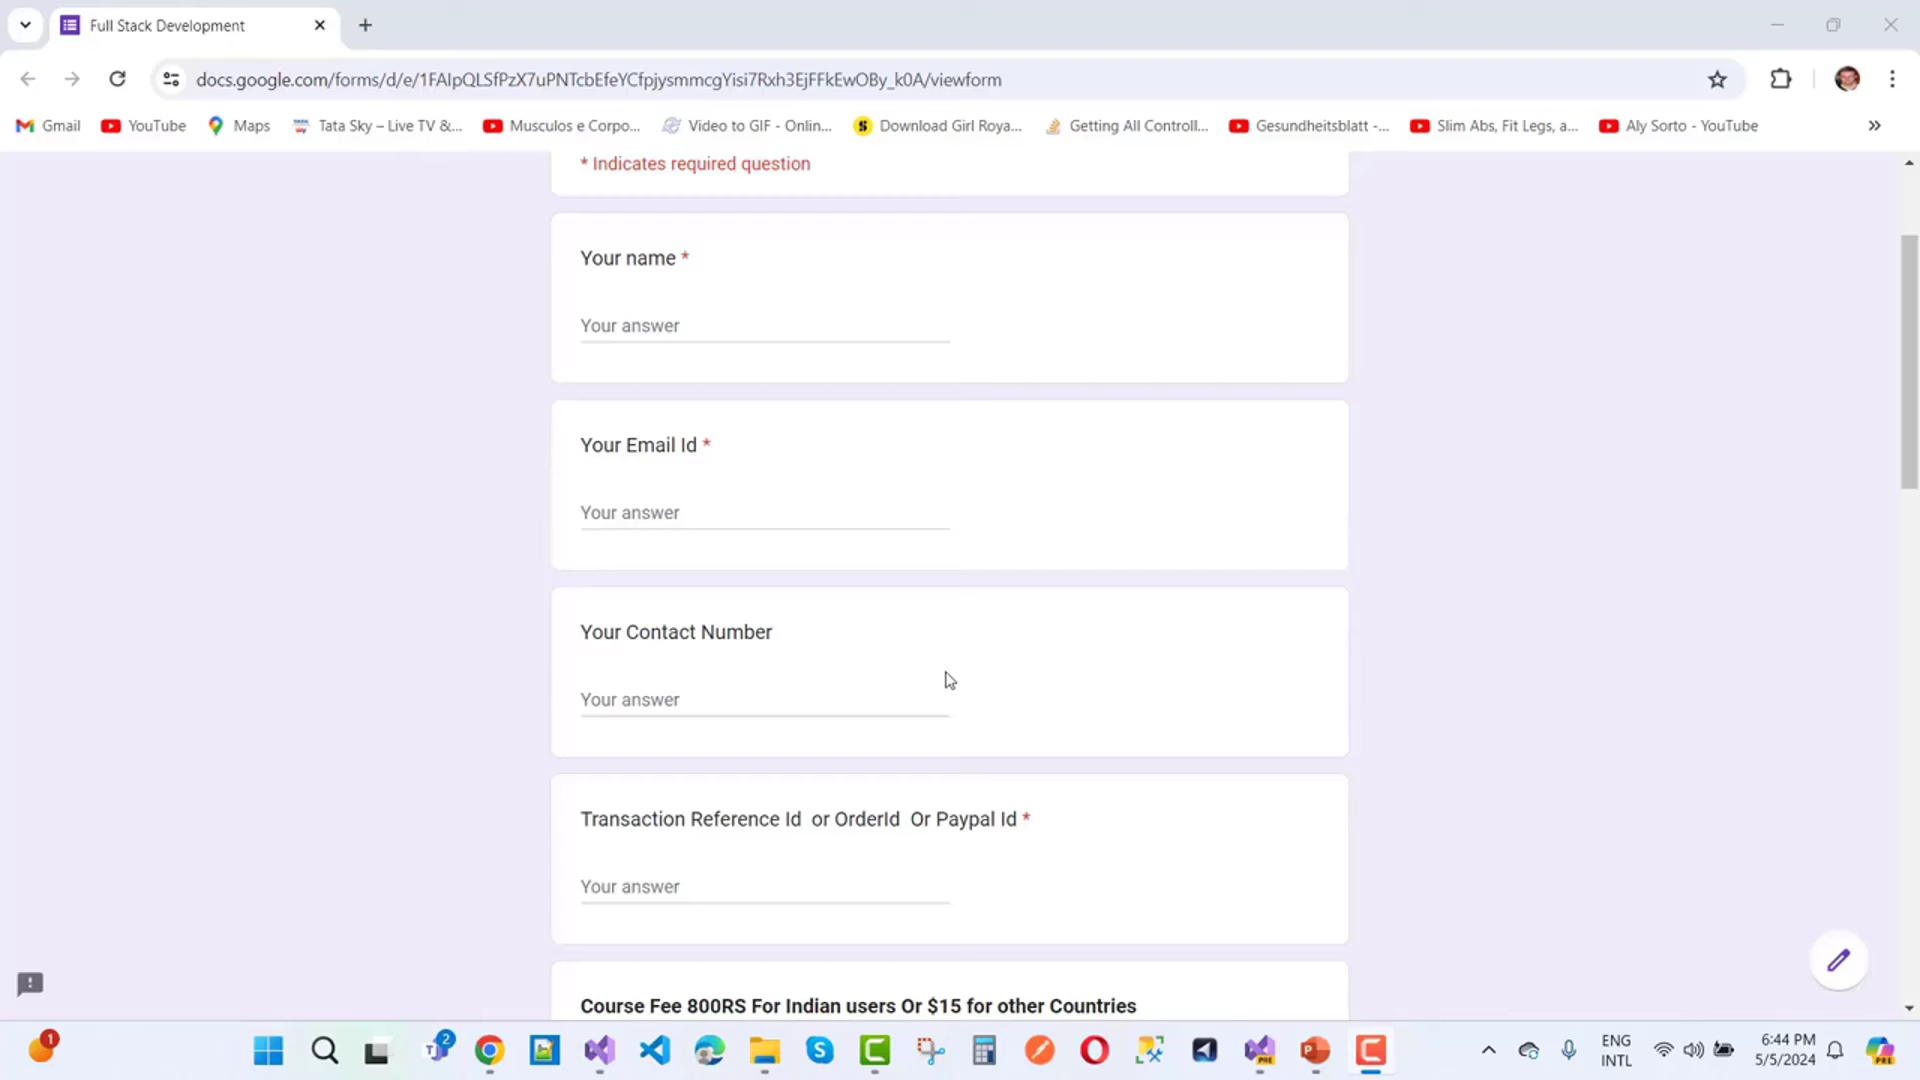 Full Stack Development
docs.google.com/forms/d/e/1FAIpQLSfPzX7uPNTcbEfeYCfpjysmmcgYisi7Rxh3EjFFkEwOBy_k0A/viewform
Gmail
YouTube
Maps
Tata Sky – Live TV &...
Musculos e Corpo...
Video to GIF - Onlin...
Download Girl Roya...
Getting All Controll...
Gesundheitsblatt -...
Slim Abs, Fit Legs, a...
Aly Sorto - YouTube
* Indicates required question
Your name *
Your answer
Your Email Id *
Your answer
Your Contact Number
Your answer
Transaction Reference Id or OrderId Or Paypal Id *
Your answer
Course Fee 800RS For Indian users Or $15 for other Countries
1
2
PRE
ENG
INTL
6:44 PM
5/5/2024
PRE